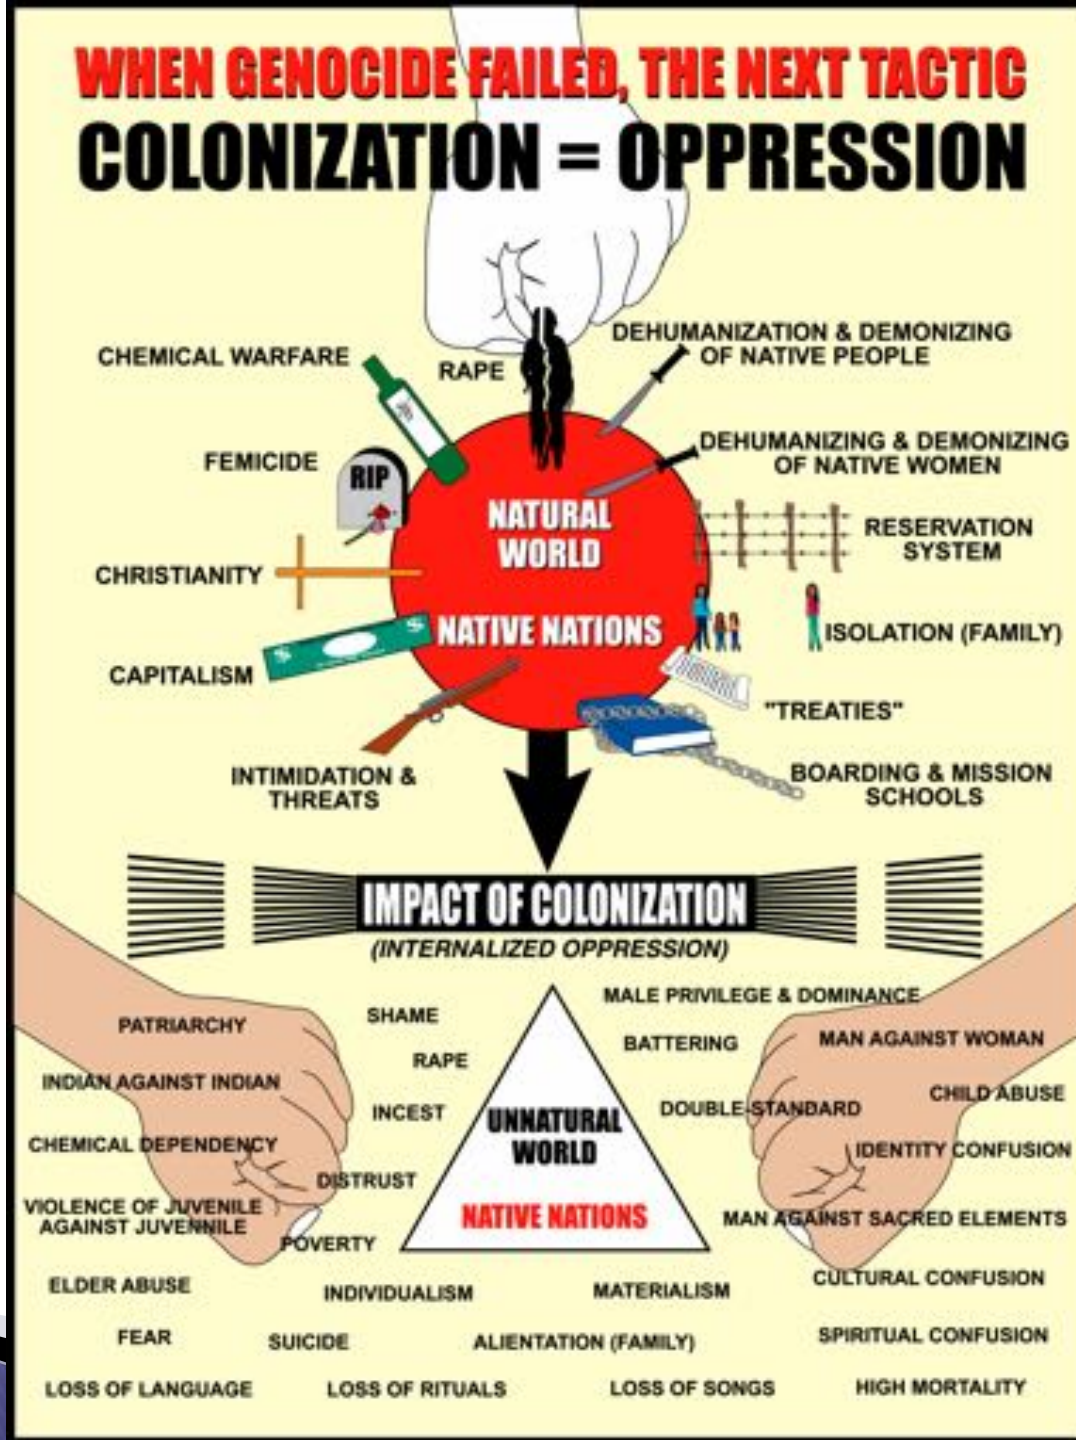 WHEN GENOCIDE FAILED, THE NEXT TACTIC
COLONIZATION = OPPRESSION
CHEMICAL WARFARE
RAPE
DEHUMANIZATION & DEMONIZING
OF NATIVE PEOPLE
FEMICIDE
RIP
DEHUMANIZING & DEMONIZING
OF NATIVE WOMEN
NATURAL
WORLD
RESERVATION
SYSTEM
CHRISTIANITY
NATIVE NATIONS
ISOLATION (FAMILY)
$ $
CAPITALISM
"TREATIES"
INTIMIDATION &
THREATS
BOARDING & MISSION
SCHOOLS
IMPACT OF COLONIZATION
(INTERNALIZED OPPRESSION)
PATRIARCHY
SHAME
MALE PRIVILEGE & DOMINANCE
RAPE
BATTERING
MAN AGAINST WOMAN
INDIAN AGAINST INDIAN
INCEST
DOUBLE-STANDARD
CHILD ABUSE
UNNATURAL
WORLD
CHEMICAL DEPENDENCY
IDENTITY CONFUSION
DISTRUST
VIOLENCE OF JUVENILE
AGAINST JUVENNILE
NATIVE NATIONS
MAN AGAINST SACRED ELEMENTS
POVERTY
ELDER ABUSE
INDIVIDUALISM
MATERIALISM
CULTURAL CONFUSION
FEAR
SUICIDE
ALIENTATION (FAMILY)
SPIRITUAL CONFUSION
LOSS OF LANGUAGE
LOSS OF RITUALS
LOSS OF SONGS
HIGH MORTALITY